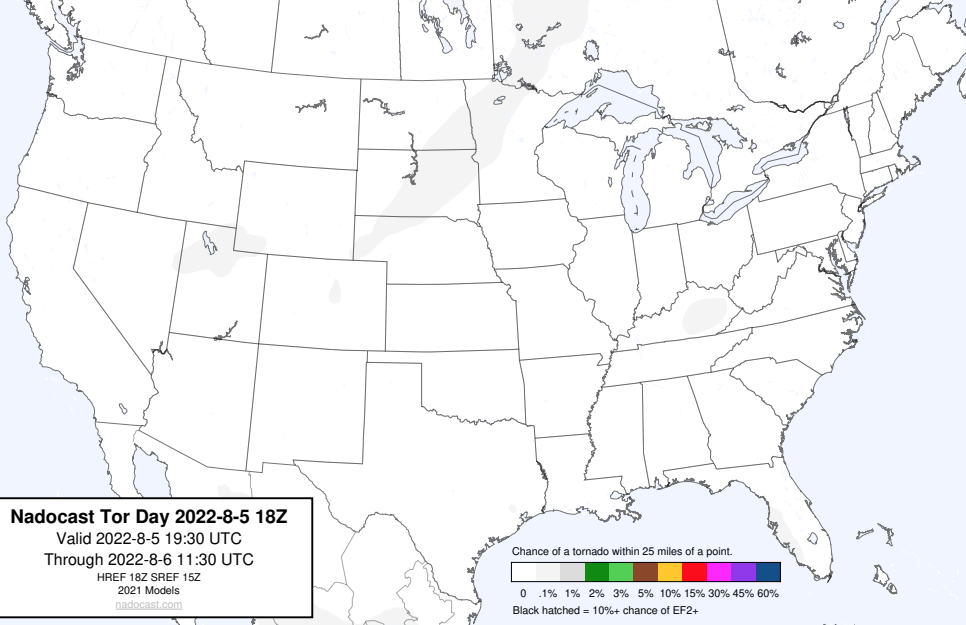 Nadocast Tor Day 2022-8-5 18Z
Valid 2022-8-5 19:30 UTC
Through 2022-8-6 11:30 UTC
HREF 18Z SREF 15Z
2021 Models
nadocast.com
Chance of a tornado within 25 miles of a point.
0 .1% 1% 2% 3% 5% 10% 15% 30% 45% 60%
Black hatched = 10%+ chance of EF2+